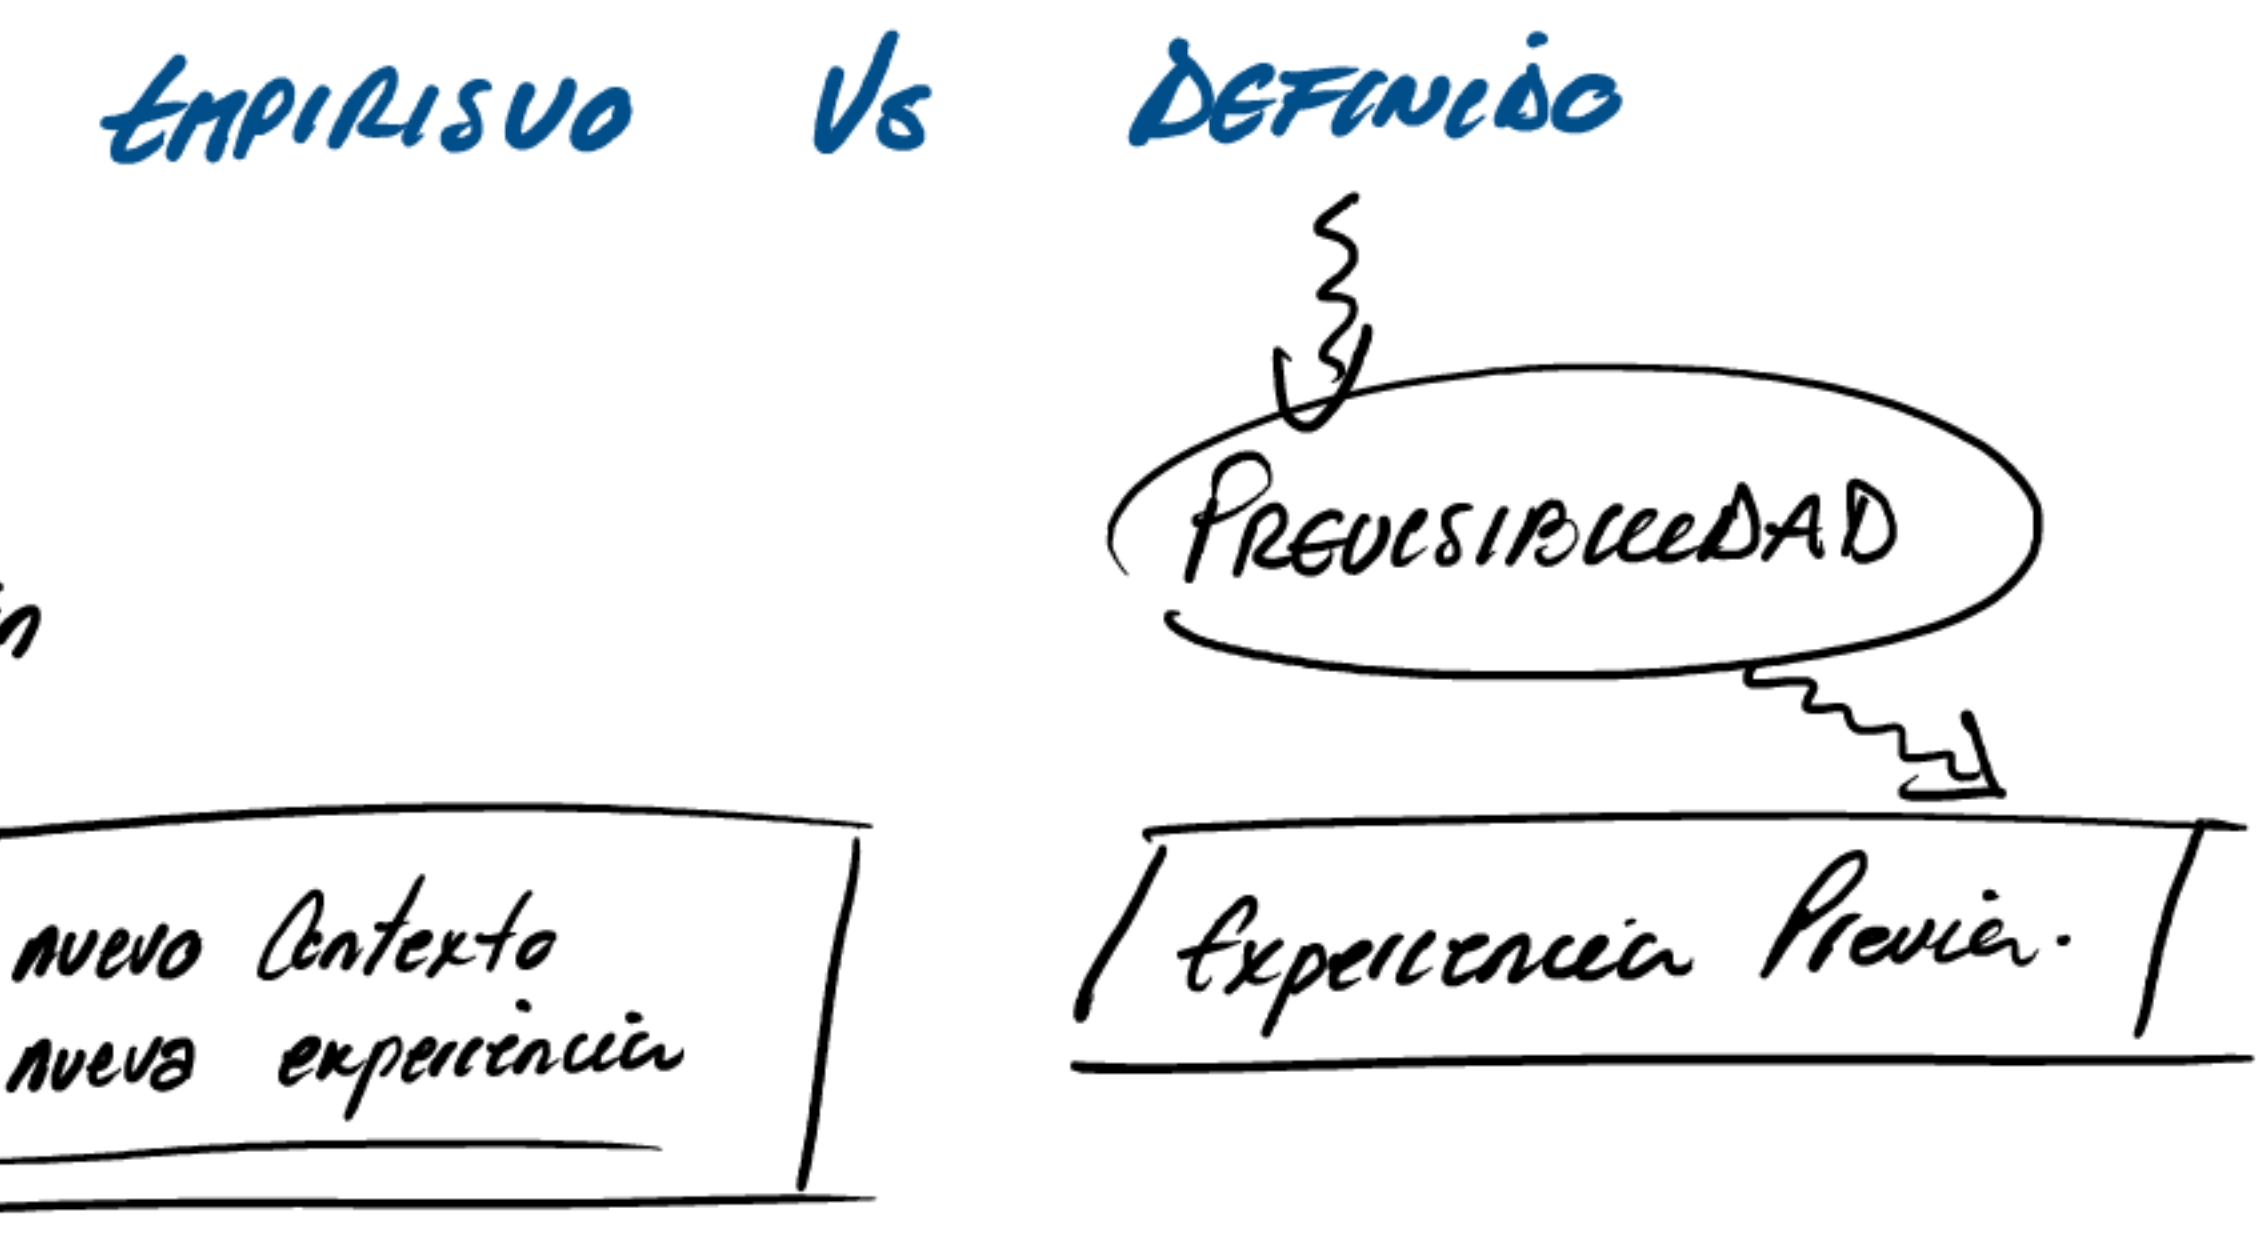 EMPIRISMO Vs DEFINIDO
PREVISIBILIDAD
nuevo Contexto
nueva experiencia
Experiencia Previa.